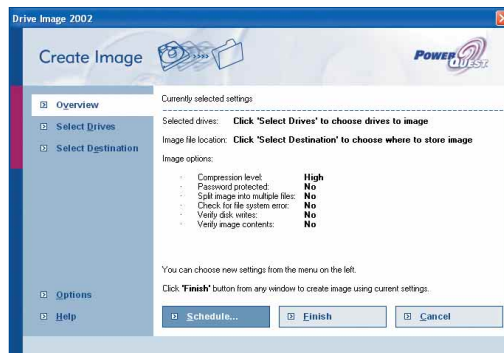 Drive Image 2002
Create Image
POWERQUEST
Overview
Select Drives
Select Destination
Options
Help
Currently selected settings
Selected drives: Click 'Select Drives' to choose drives to image
Image file location: Click 'Select Destination' to choose where to store image
Image options:
· Compression level: High
· Password protected: No
· Split image into multiple files: No
· Check for file system error: No
· Verify disk writes: No
· Verify image contents: No
You can choose new settings from the menu on the left.
Click 'Finish' button from any window to create image using current settings.
Schedule...
Finish
Cancel